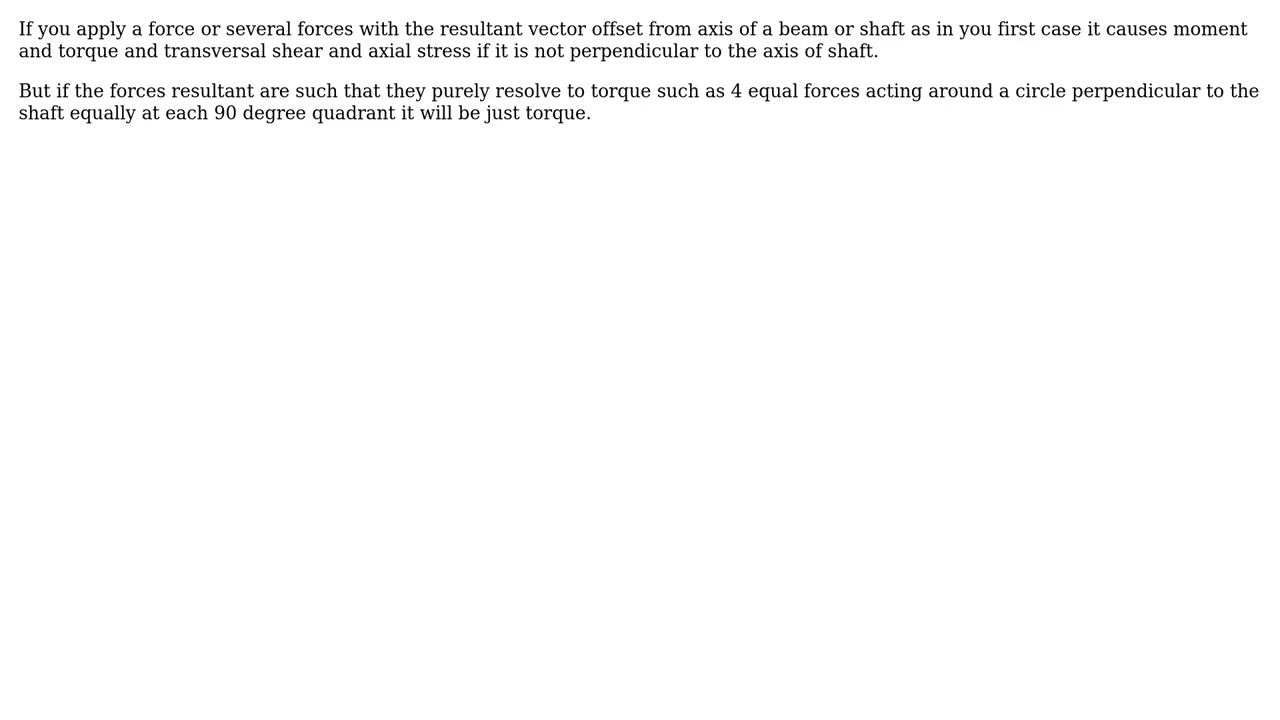 If you apply a force or several forces with the resultant vector offset from axis of a beam or shaft as in you first case it causes moment
and torque and transversal shear and axial stress if it is not perpendicular to the axis of shaft.
But if the forces resultant are such that they purely resolve to torque such as 4 equal forces acting around a circle perpendicular to the
shaft equally at each 90 degree quadrant it will be just torque.